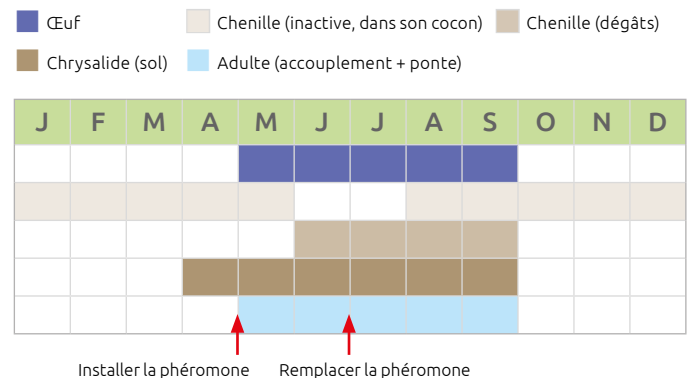 Œuf Chenille (inactive, dans son cocon) Chenille (dégâts)
Chrysalide (sol) Adulte (accouplement + ponte)
J F M A M J J A S O N D
Installer la phéromone Remplacer la phéromone